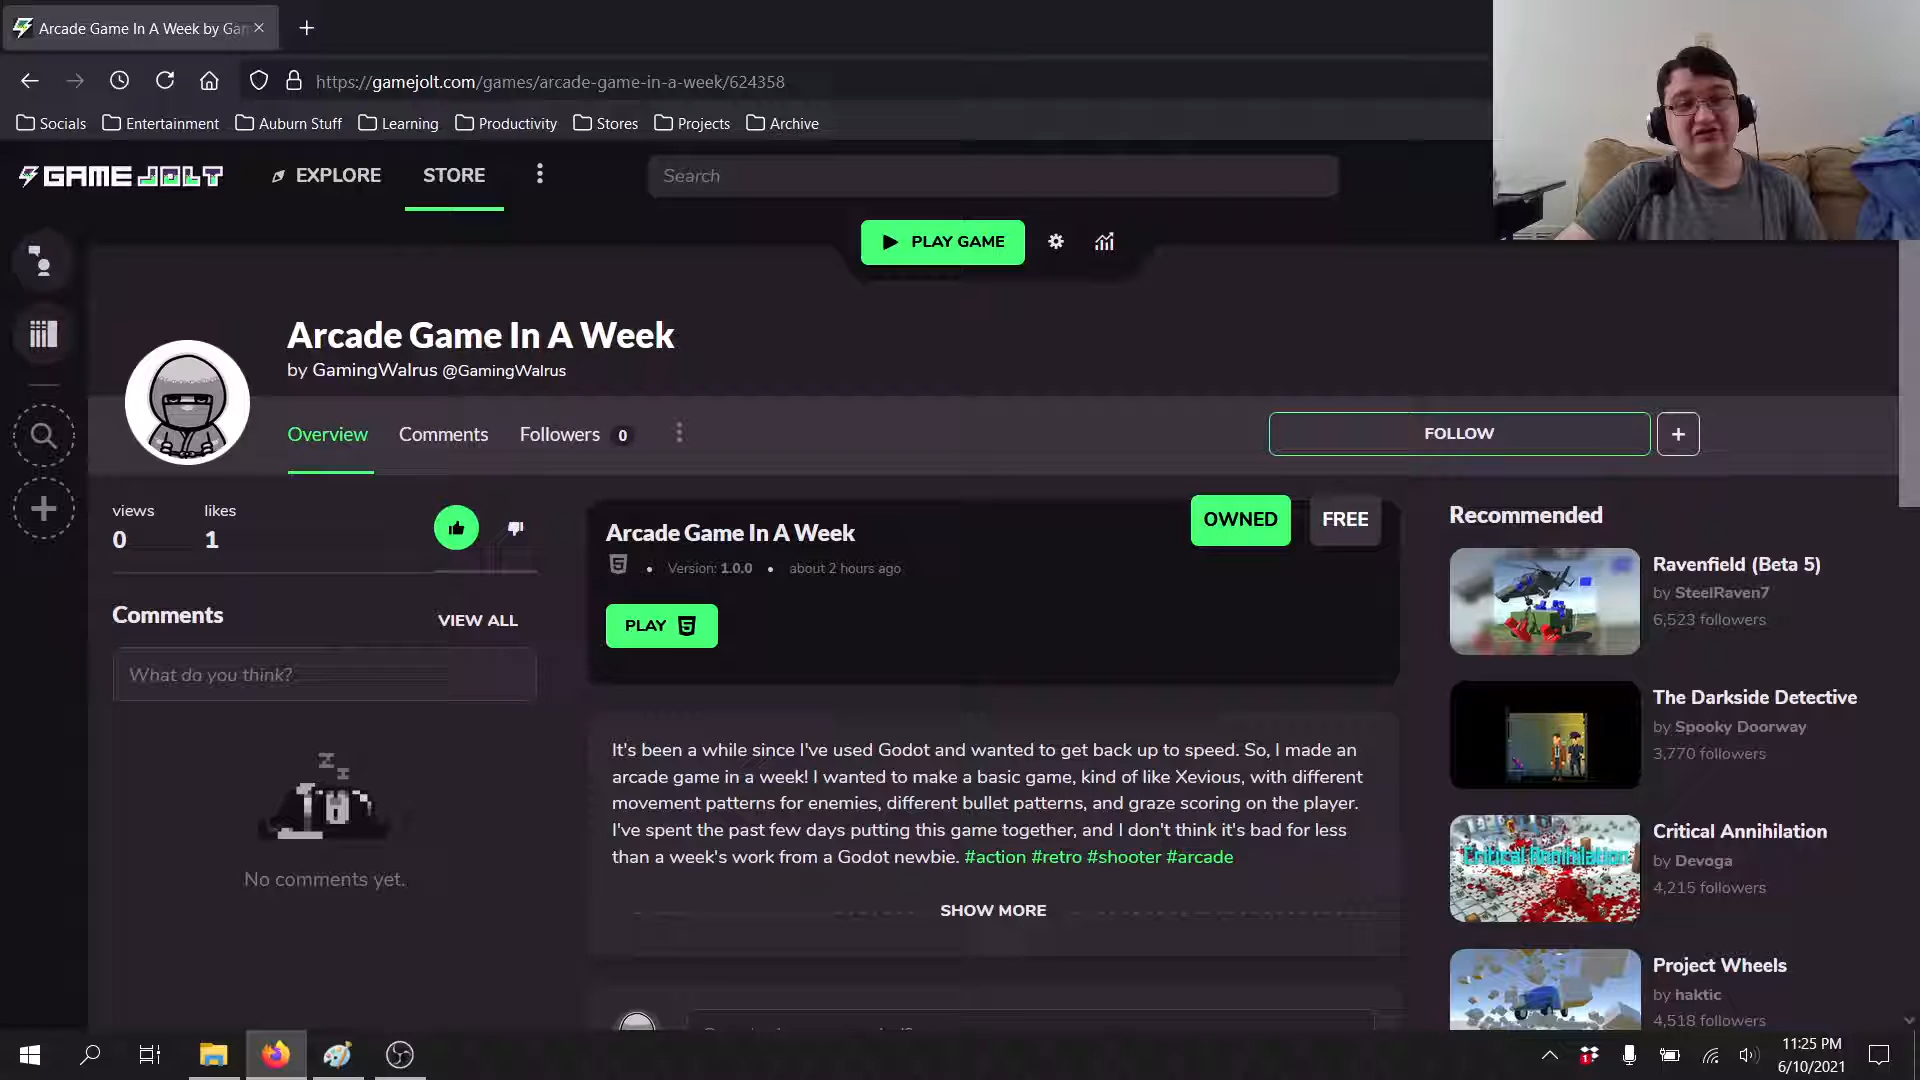 Arcade Game In A Week by Gam
https://gamejolt.com/games/arcade-game-in-a-week/624358
Socials
Entertainment
Auburn Stuff
Learning
Productivity
Stores
Projects
Archive
GAME JOLT
EXPLORE
STORE
Search
PLAY GAME
Arcade Game In A Week
by GamingWalrus @GamingWalrus
Overview
Comments
Followers 0
FOLLOW
views
0
likes
1
Comments
VIEW ALL
What do you think?
No comments yet.
Arcade Game In A Week
OWNED
FREE
Version: 1.0.0 • about 2 hours ago
PLAY
It's been a while since I've used Godot and wanted to get back up to speed. So, I made an
arcade game in a week! I wanted to make a basic game, kind of like Xevious, with different
movement patterns for enemies, different bullet patterns, and graze scoring on the player.
I've spent the past few days putting this game together, and I don't think it's bad for less
than a week's work from a Godot newbie. #action #retro #shooter #arcade
SHOW MORE
Recommended
Ravenfield (Beta 5)
by SteelRaven7
6,523 followers
The Darkside Detective
by Spooky Doorway
3,770 followers
Critical Annihilation
Critical Annihilation
by Devoga
4,215 followers
Project Wheels
by haktic
4,518 followers
11:25 PM
6/10/2021